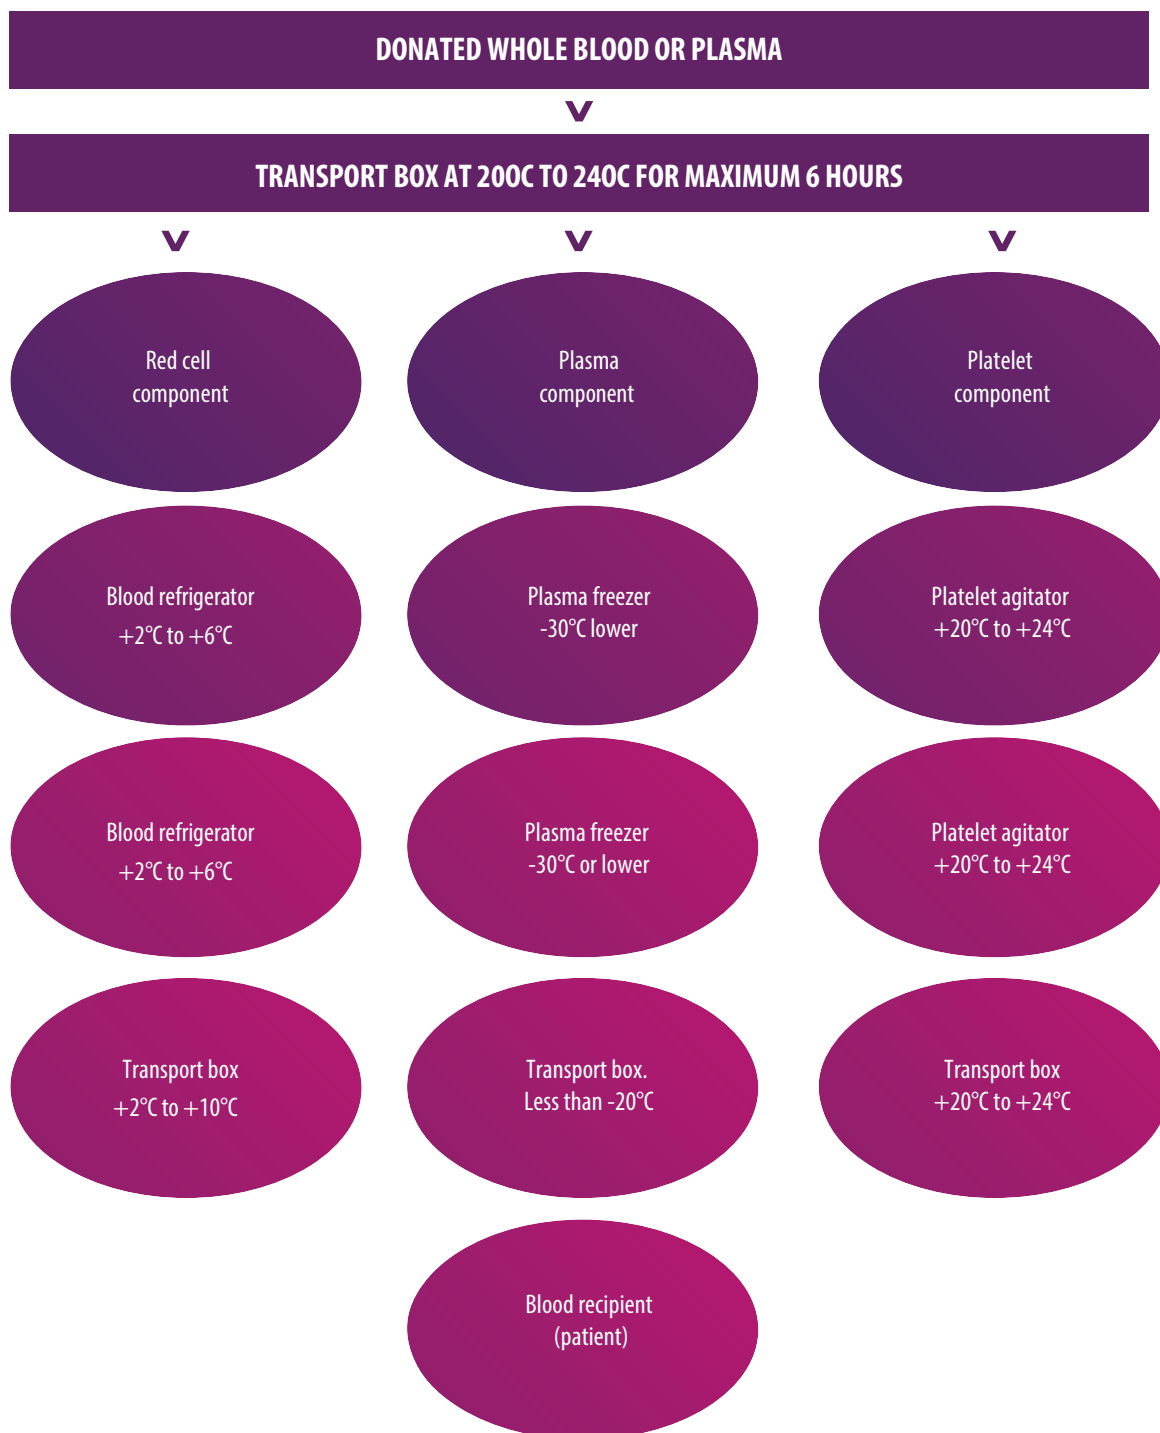 DONATED WHOLE BLOOD OR PLASMA
TRANSPORT BOX AT 200C TO 240C FOR MAXIMUM 6 HOURS
Red cell
component
Plasma
component
Platelet
component
Blood refrigerator
+2°C to +6°C
Plasma freezer
-30°C lower
Platelet agitator
+20°C to +24°C
Blood refrigerator
+2°C to +6°C
Plasma freezer
-30°C or lower
Platelet agitator
+20°C to +24°C
Transport box
+2°C to +10°C
Transport box.
Less than -20°C
Transport box
+20°C to +24°C
Blood recipient
(patient)